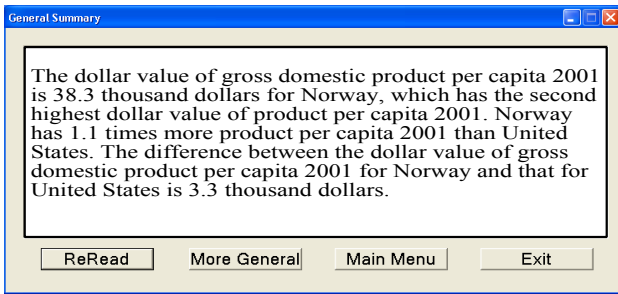 General Summary
The dollar value of gross domestic product per capita 2001
is 38.3 thousand dollars for Norway, which has the second
highest dollar value of product per capita 2001. Norway
has 1.1 times more product per capita 2001 than United
States. The difference between the dollar value of gross
domestic product per capita 2001 for Norway and that for
United States is 3.3 thousand dollars.
ReRead More General Main Menu Exit